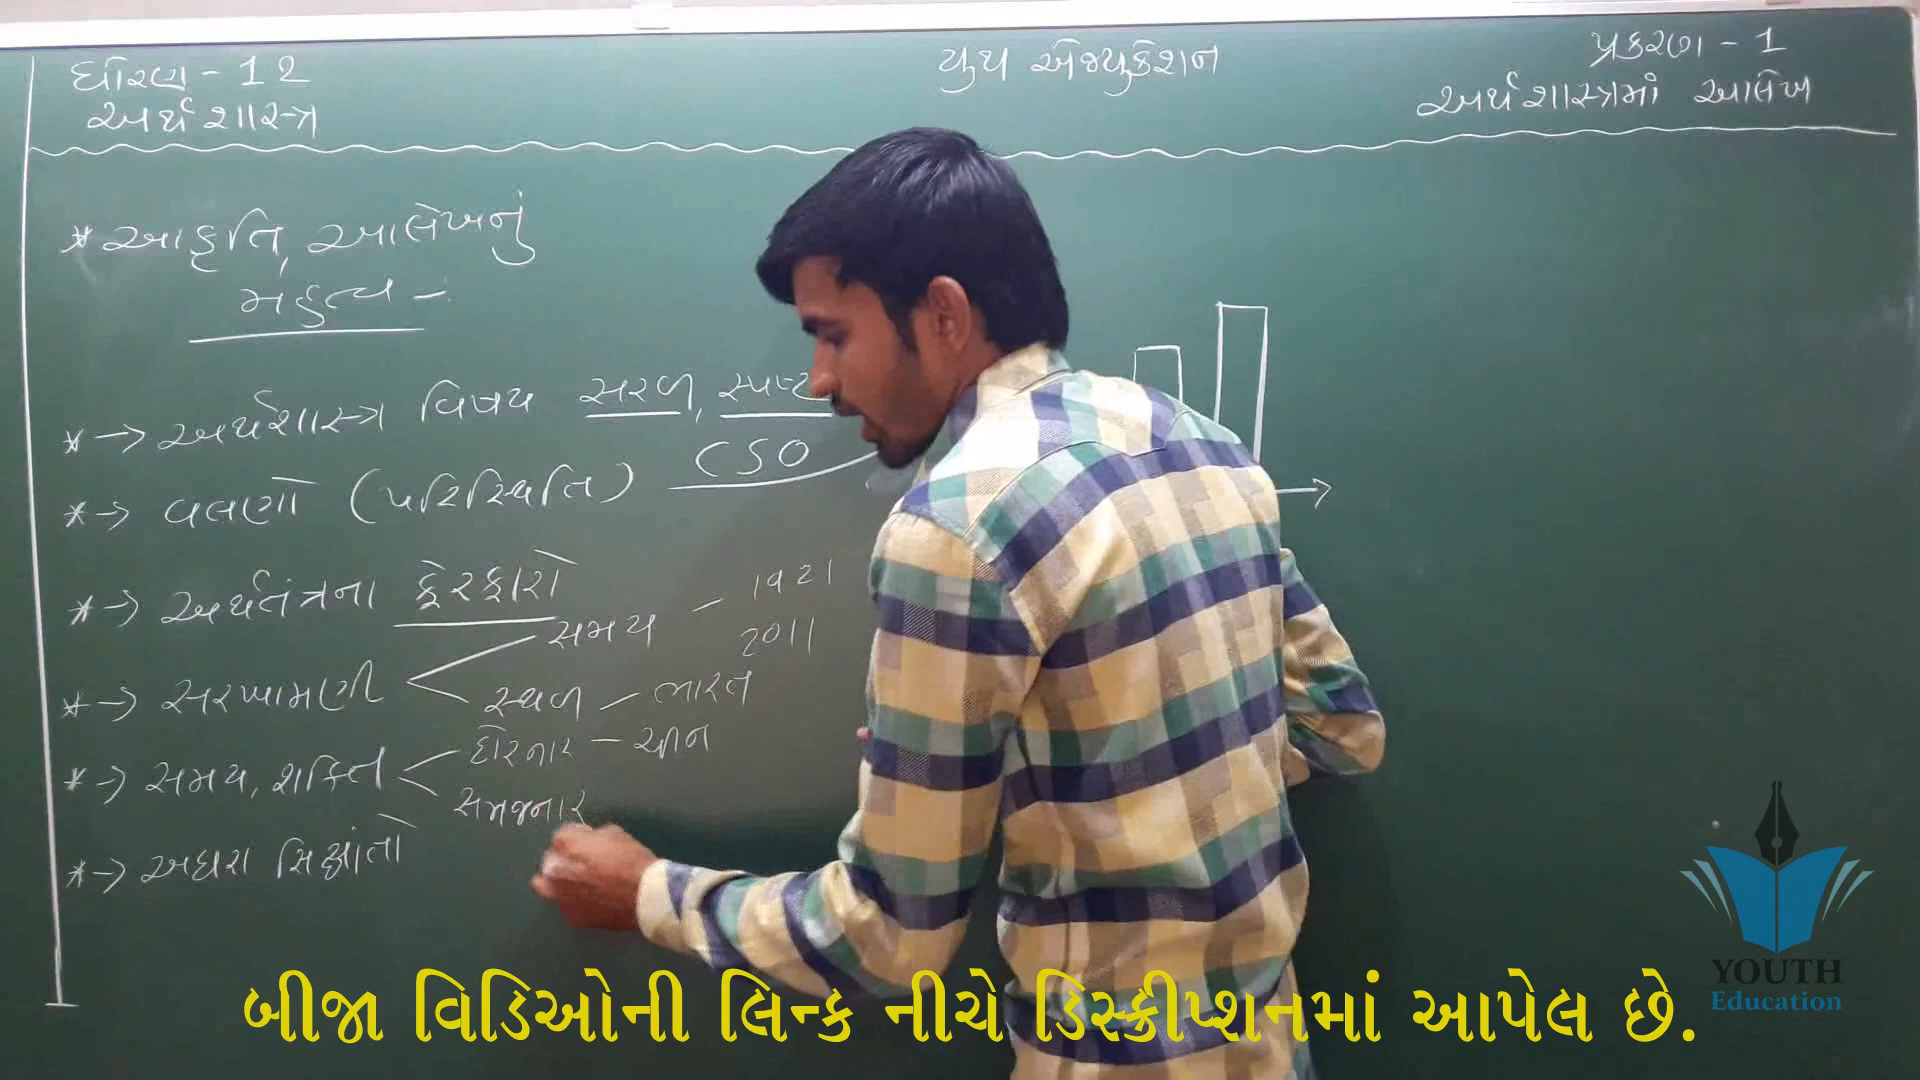 ધોરણ - 12
અર્થશાસ્ત્ર
યુથ એજ્યુકેશન
પ્રકરણ - 1
અર્થશાસ્ત્રમાં આલેખ
* આકૃતિ, આલેખનું
મહત્વ -
* → અર્થશાસ્ત્ર વિષય સરળ, સ્પષ્ટ
CSO
* → વલણો (પરિસ્થિતિ)
* → અર્થતંત્રના ફેરફારો
સમય - 1921
2011
* → સરખામણી
સ્થળ - ભારત
ચીન
* → સમય, શક્તિ
દોરનાર -
સમજનાર
* → અઘરા સિદ્ધાંતો
YOUTH
Education
બીજા વિડિઓની લિન્ક નીચે ડિસ્ક્રીપ્શનમાં આપેલ છે.